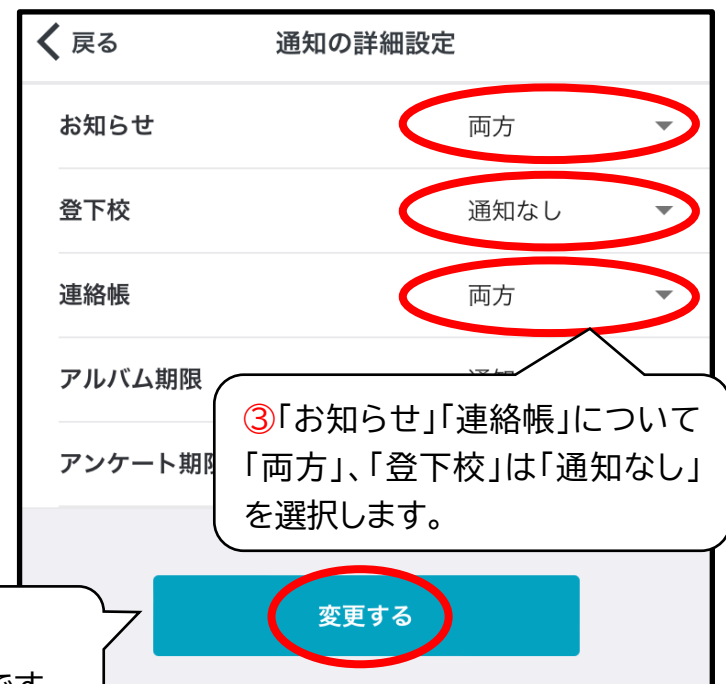 戻る 通知の詳細設定
お知らせ 両方
登下校 通知なし
連絡帳 両方
アルバム期限
アンケート期
③「お知らせ」「連絡帳」について
「両方」、「登下校」は「通知なし」
を選択します。
変更する
です